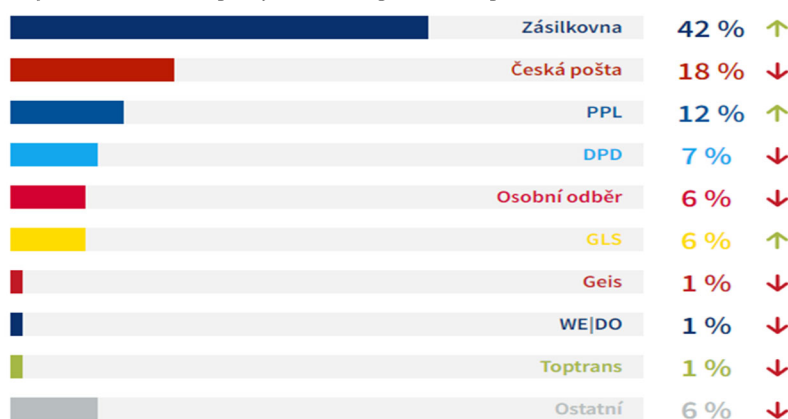 Zásilkovna 42 %
Česká pošta 18 %
PPL 12 %
DPD 7 %
Osobní odběr 6 %
GLS 6 %
Geis 1 %
WE|DO 1 %
Toptrans 1 %
Ostatní 6 %